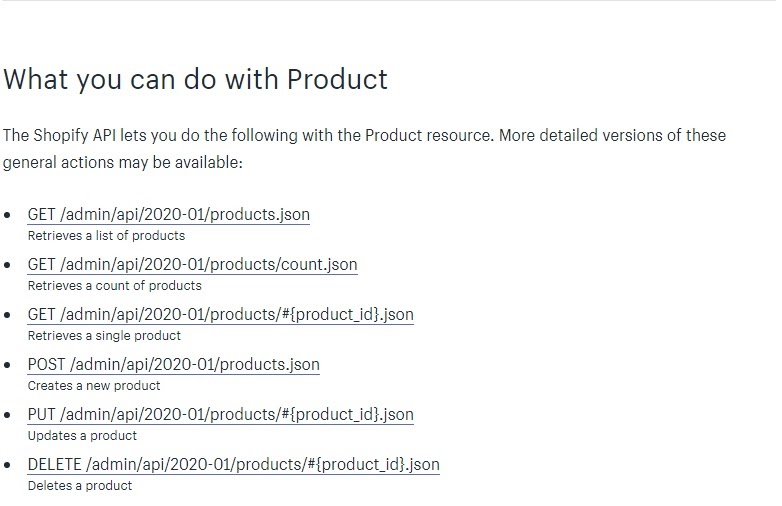 What you can do with Product
The Shopify API lets you do the following with the Product resource. More detailed versions of these
general actions may be available:
GET /admin/api/2020-01/products.json
Retrieves a list of products
GET /admin/api/2020-01/products/count.json
Retrieves a count of products
GET /admin/api/2020-01/products/#{product_id}.json
Retrieves a single product
POST /admin/api/2020-01/products.json
Creates a new product
PUT /admin/api/2020-01/products/#{product_id}.json
Updates a product
DELETE /admin/api/2020-01/products/#{product_id}.json
Deletes a product